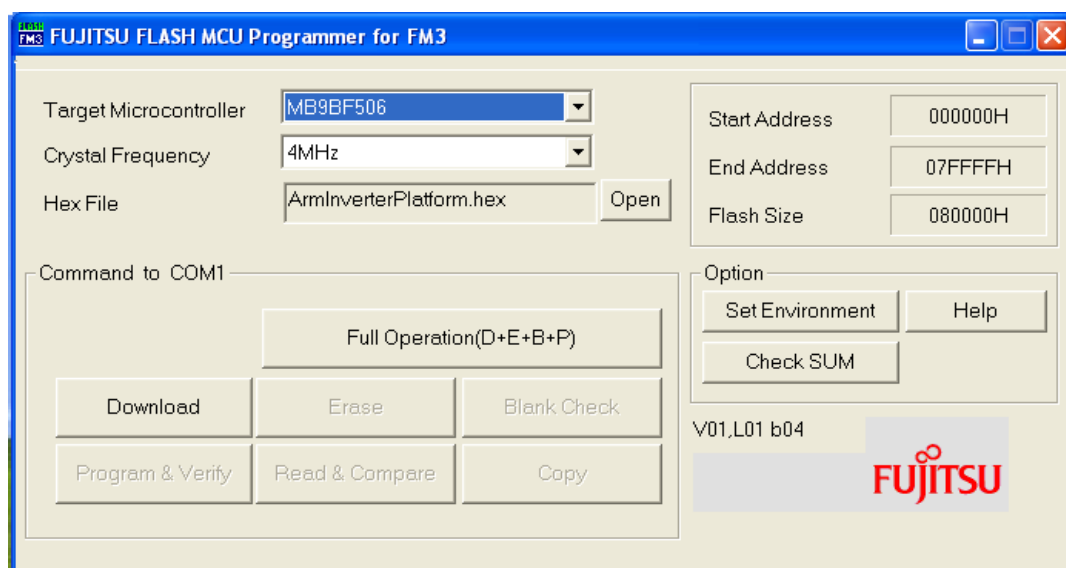 FLASH FM3 FUJITSU FLASH MCU Programmer for FM3
Target Microcontroller MB9BF506
Crystal Frequency 4MHz
Hex File ArmInverterPlatform.hex Open
Start Address 000000H
End Address 07FFFFH
Flash Size 080000H
Command to COM1
Full Operation(D+E+B+P)
Download Erase Blank Check
Program & Verify Read & Compare Copy
Option
Set Environment Help
Check SUM
V01,L01 b04
FUJITSU